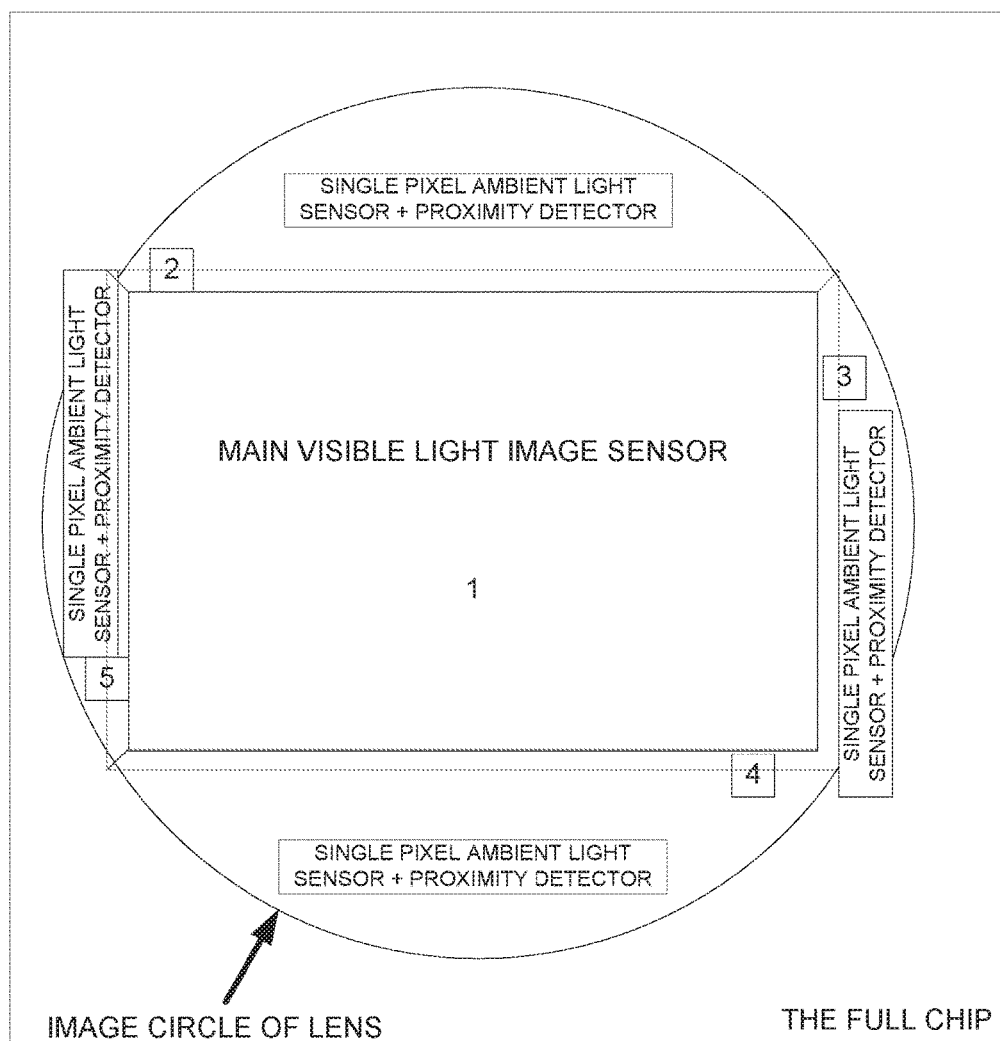 SINGLE PIXEL AMBIENT LIGHT
SENSOR + PROXIMITY DETECTOR
2
SINGLE PIXEL AMBIENT LIGHT
SENSOR + PROXIMITY DETECTOR
3
MAIN VISIBLE LIGHT IMAGE SENSOR
SINGLE PIXEL AMBIENT LIGHT
SENSOR + PROXIMITY DETECTOR
1
5
4
SINGLE PIXEL AMBIENT LIGHT
SENSOR + PROXIMITY DETECTOR
IMAGE CIRCLE OF LENS
THE FULL CHIP